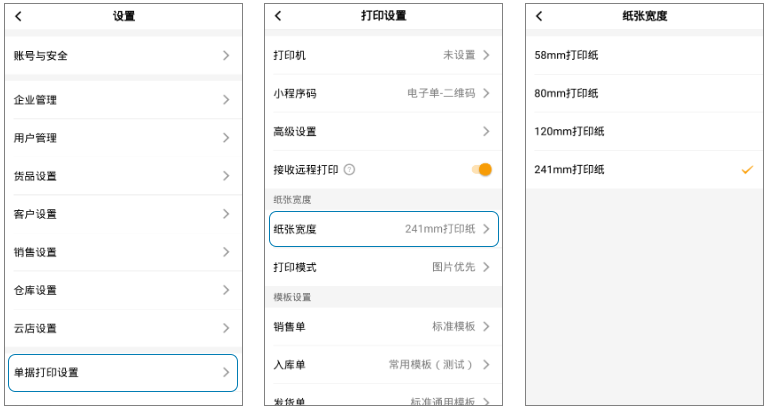 设置
账号与安全
企业管理
用户管理
货品设置
客户设置
销售设置
仓库设置
云店设置
单据打印设置
打印设置
打印机 未设置
小程序码 电子单-二维码
高级设置
接收远程打印 ?
纸张宽度
纸张宽度 241mm打印纸
打印模式 图片优先
模板设置
销售单 标准模板
入库单 常用模板（测试）
发货单 标准通用模板
纸张宽度
58mm打印纸
80mm打印纸
120mm打印纸
241mm打印纸